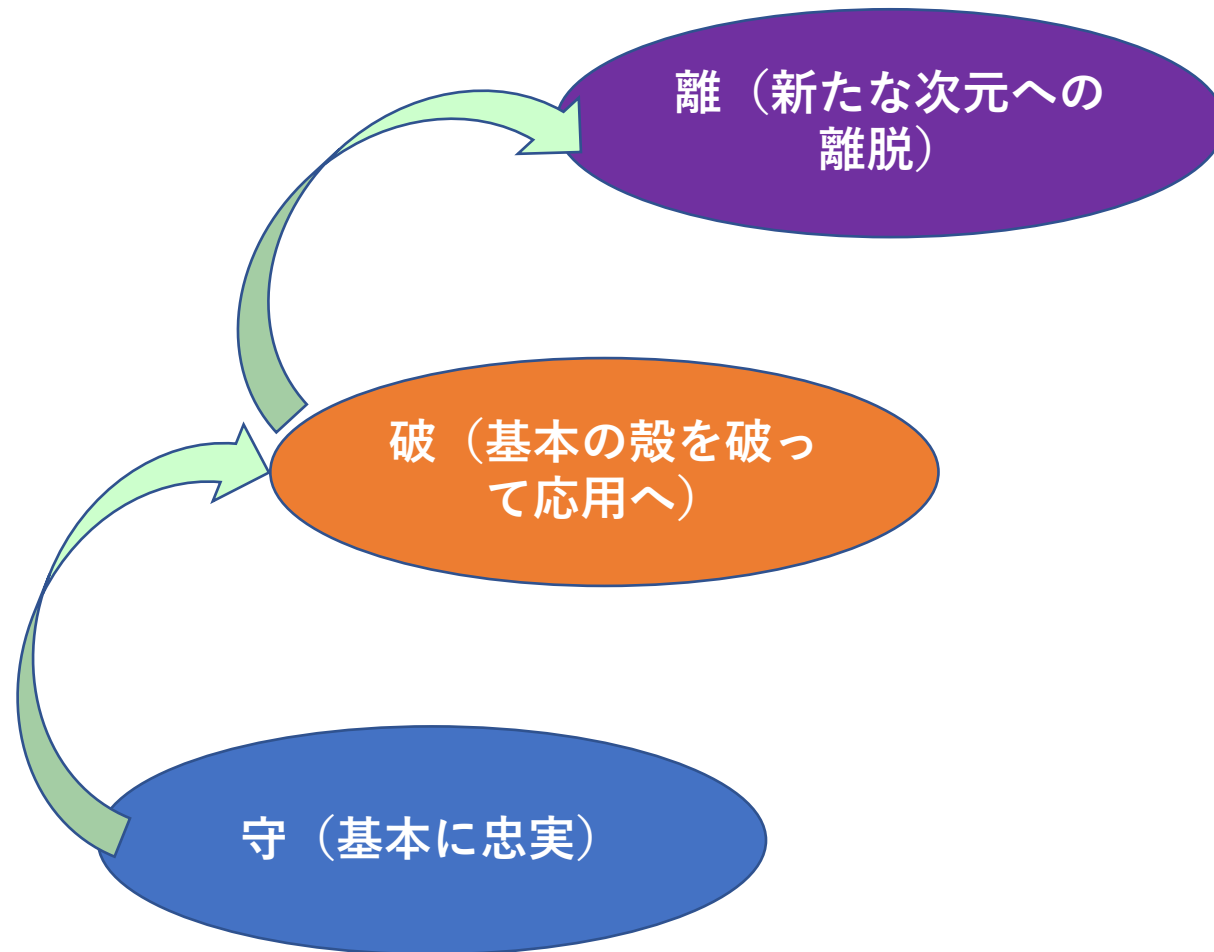 離（新たな次元への
離脱）
破（基本の殻を破っ
て応用へ）
守（基本に忠実）